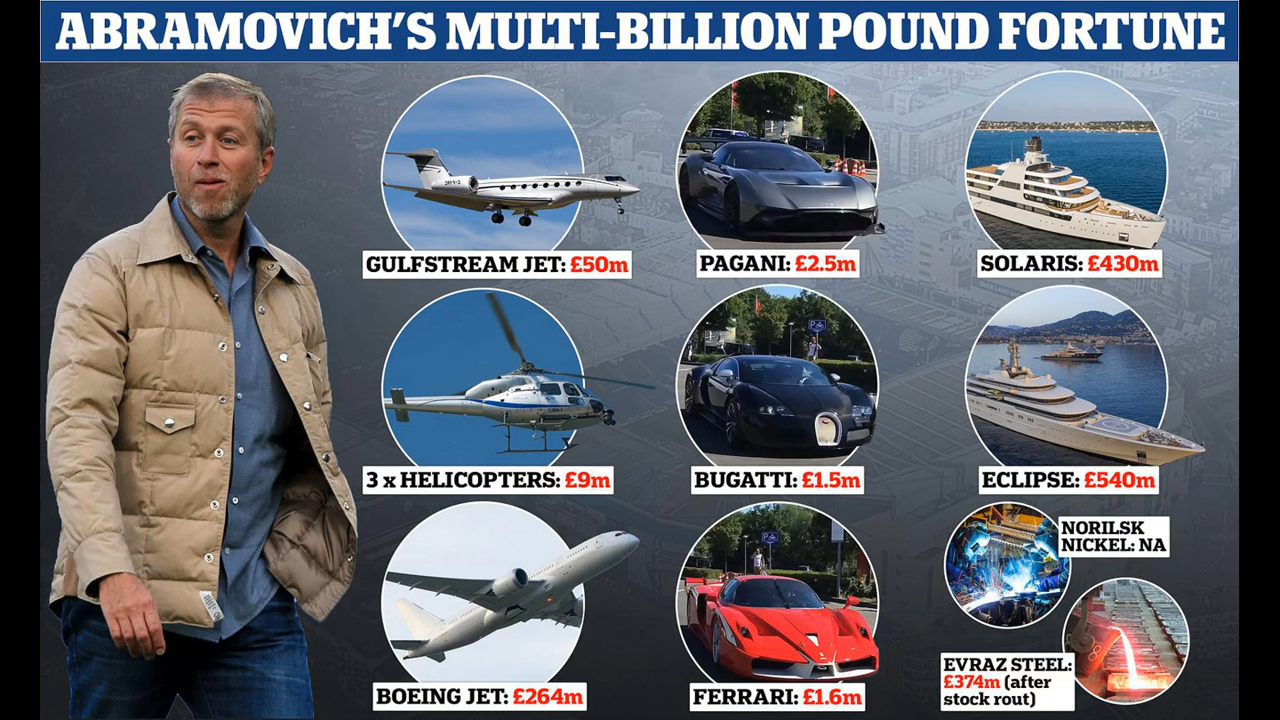 ABRAMOVICH'S MULTI-BILLION POUND FORTUNE
GULFSTREAM JET: £50m
PAGANI: £2.5m
SOLARIS: £430m
3 x HELICOPTERS: £9m
BUGATTI: £1.5m
ECLIPSE: £540m
NORILSK
NICKEL: NA
BOEING JET: £264m
FERRARI: £1.6m
EVRAZ STEEL:
£374m (after
stock rout)